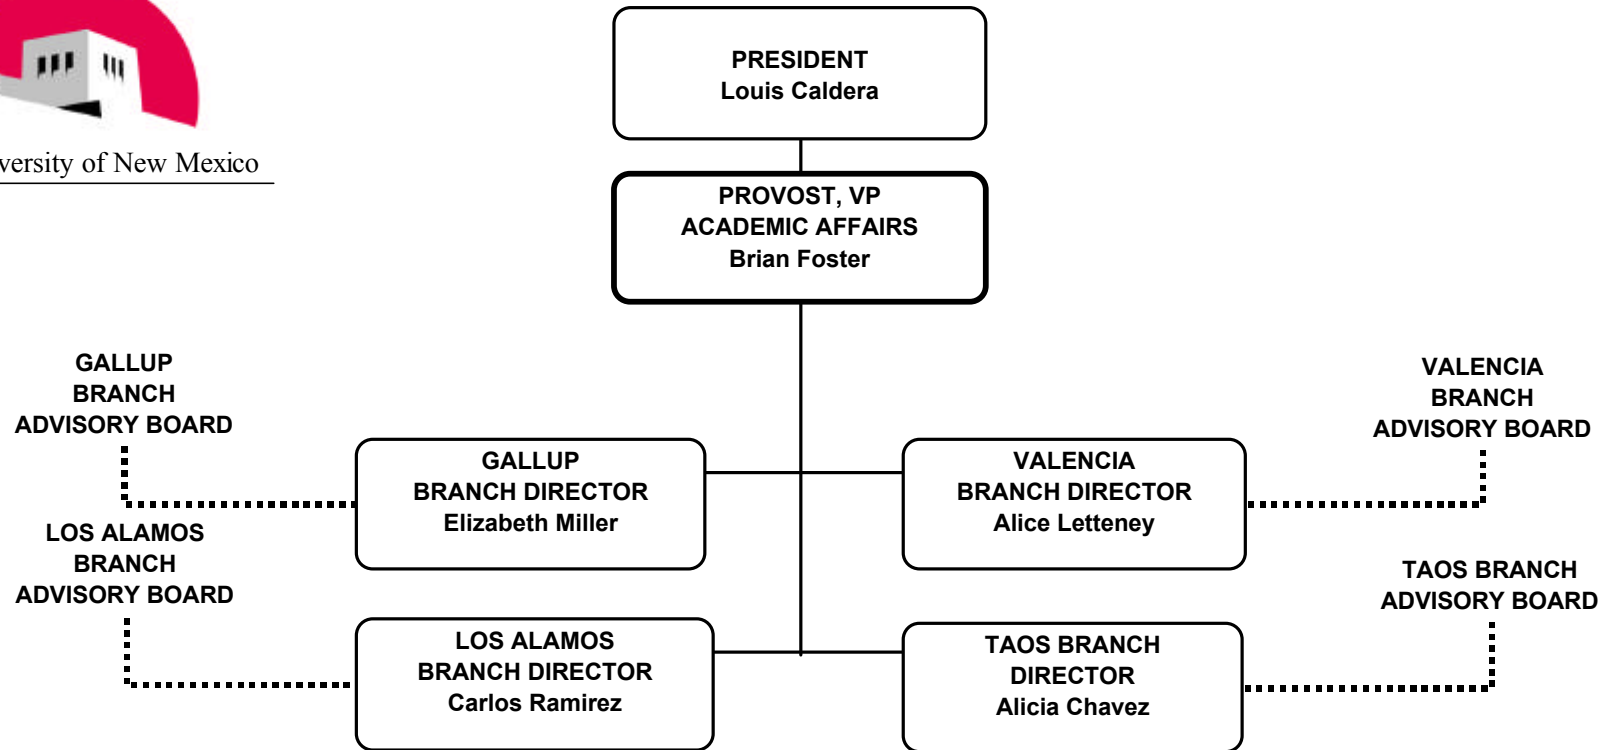 PRESIDENT
Louis Caldera
versity of New Mexico
PROVOST, VP
ACADEMIC AFFAIRS
Brian Foster
GALLUP
BRANCH
ADVISORY BOARD
VALENCIA
BRANCH
ADVISORY BOARD
GALLUP
BRANCH DIRECTOR
Elizabeth Miller
VALENCIA
BRANCH DIRECTOR
Alice Letteney
LOS ALAMOS
BRANCH
ADVISORY BOARD
TAOS BRANCH
ADVISORY BOARD
LOS ALAMOS
BRANCH DIRECTOR
Carlos Ramirez
TAOS BRANCH
DIRECTOR
Alicia Chavez